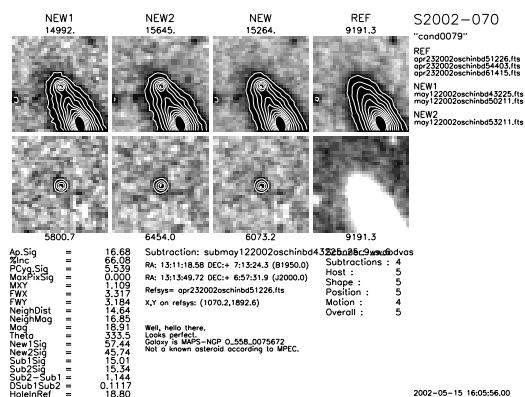 NEW1 NEW2 NEW REF
14992. 15645. 15264. 9191.3
S2002-070
"cand0079"
REF
apr232002oschinbd51226.fts
apr232002oschinbd54403.fts
apr232002oschinbd61415.fts
NEW1
may122002oschinbd43225.fts
may122002oschinbd50211.fts
NEW2
may122002oschinbd53211.fts
5800.7 6454.0 6073.2 9191.3
Ap.Sig = 16.68
%Inc = 66.08
PCyg.Sig = 5.539
MaxPixSig = 0.000
MXY = 1.109
FWX = 3.317
FWY = 3.184
NeighDist = 14.64
NeighMag = 16.85
Mag = 18.91
Theta = 333.5
New1Sig = 57.44
New2Sig = 45.74
Sub1Sig = 15.01
Sub2Sig = 15.34
Sub2-Sub1 = 1.144
DSub1Sub2 = 0.1117
HoleInRef = 18.80
Subtraction: submay122002oschinbd43225
RA: 13:11:18.58 DEC:+ 7:13:24.3 (B1950.0)
RA: 13:13:49.72 DEC:+ 6:57:31.9 (J2000.0)
Refsys= apr232002oschinbd51226.fts
X,Y on refsys: (1070.2,1892.6)
Well, hello there.
Looks perfect.
Galaxy is MAPS-NGP O_558_0075672
Not a known asteroid according to MPEC.
Subtractions : 4
Host : 5
Shape : 5
Position : 5
Motion : 4
Overall : 5
2002-05-15 16:05:56.00